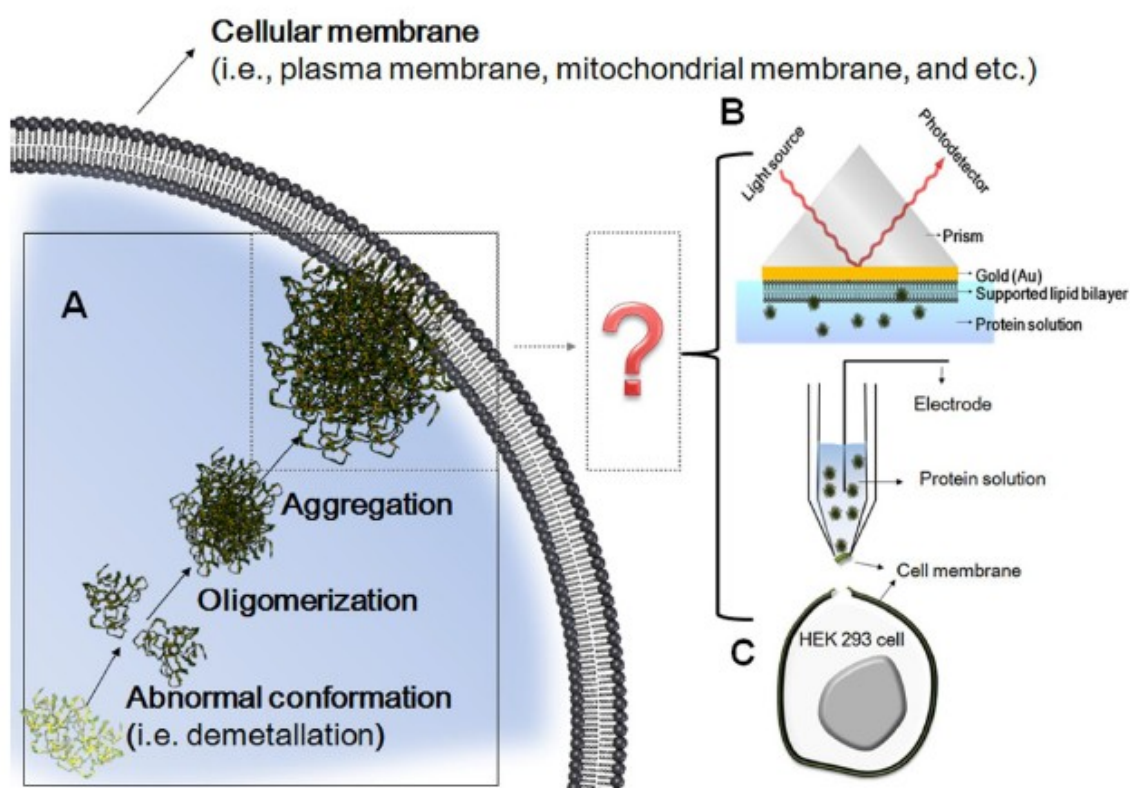 Cellular membrane
(i.e., plasma membrane, mitochondrial membrane, and etc.)
A
Aggregation
Oligomerization
Abnormal conformation
(i.e. demetallation)
?
B
Light source
Photodetector
Prism
Gold (Au)
Supported lipid bilayer
Protein solution
Electrode
Protein solution
Cell membrane
C
HEK 293 cell